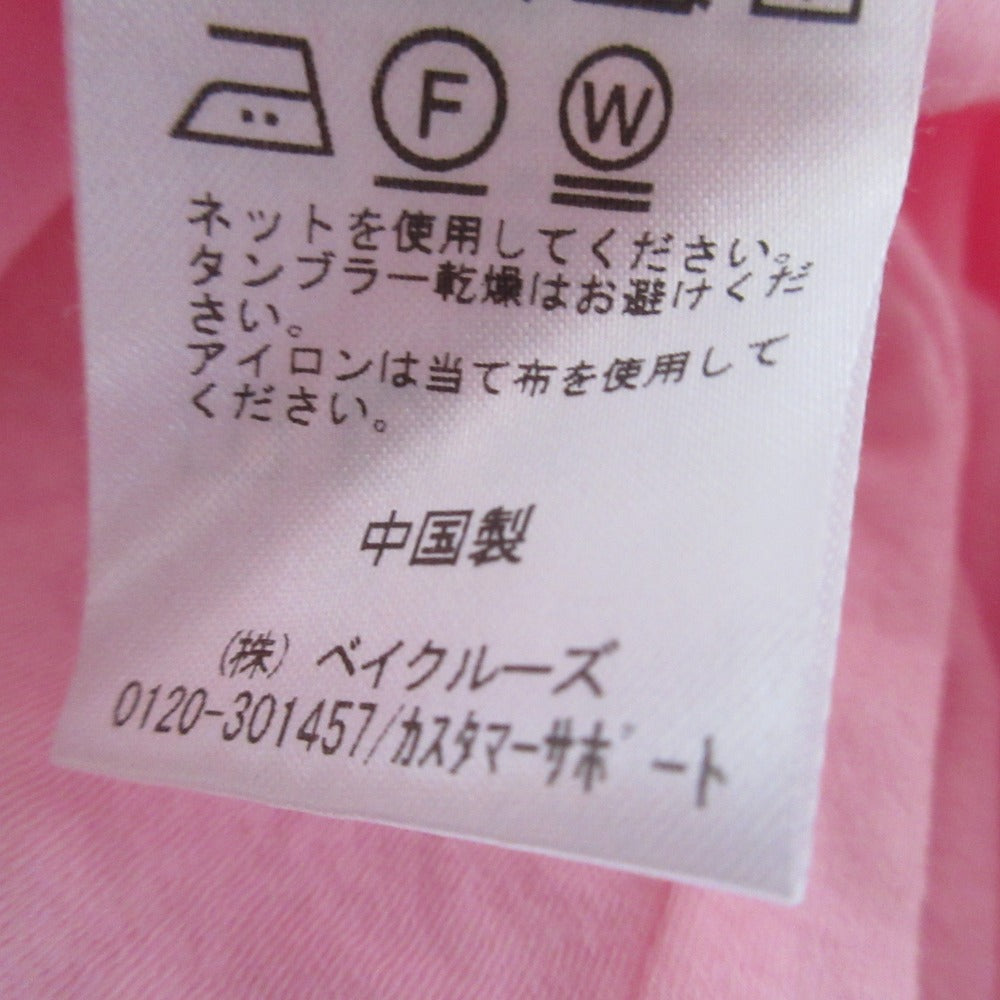 F W
ネットを使用してください。
タンブラー乾燥はお避けくだ
さい。
アイロンは当て布を使用して
ください。
中国製
(株) ベイクルーズ
0120-301457/カスタマーサポート